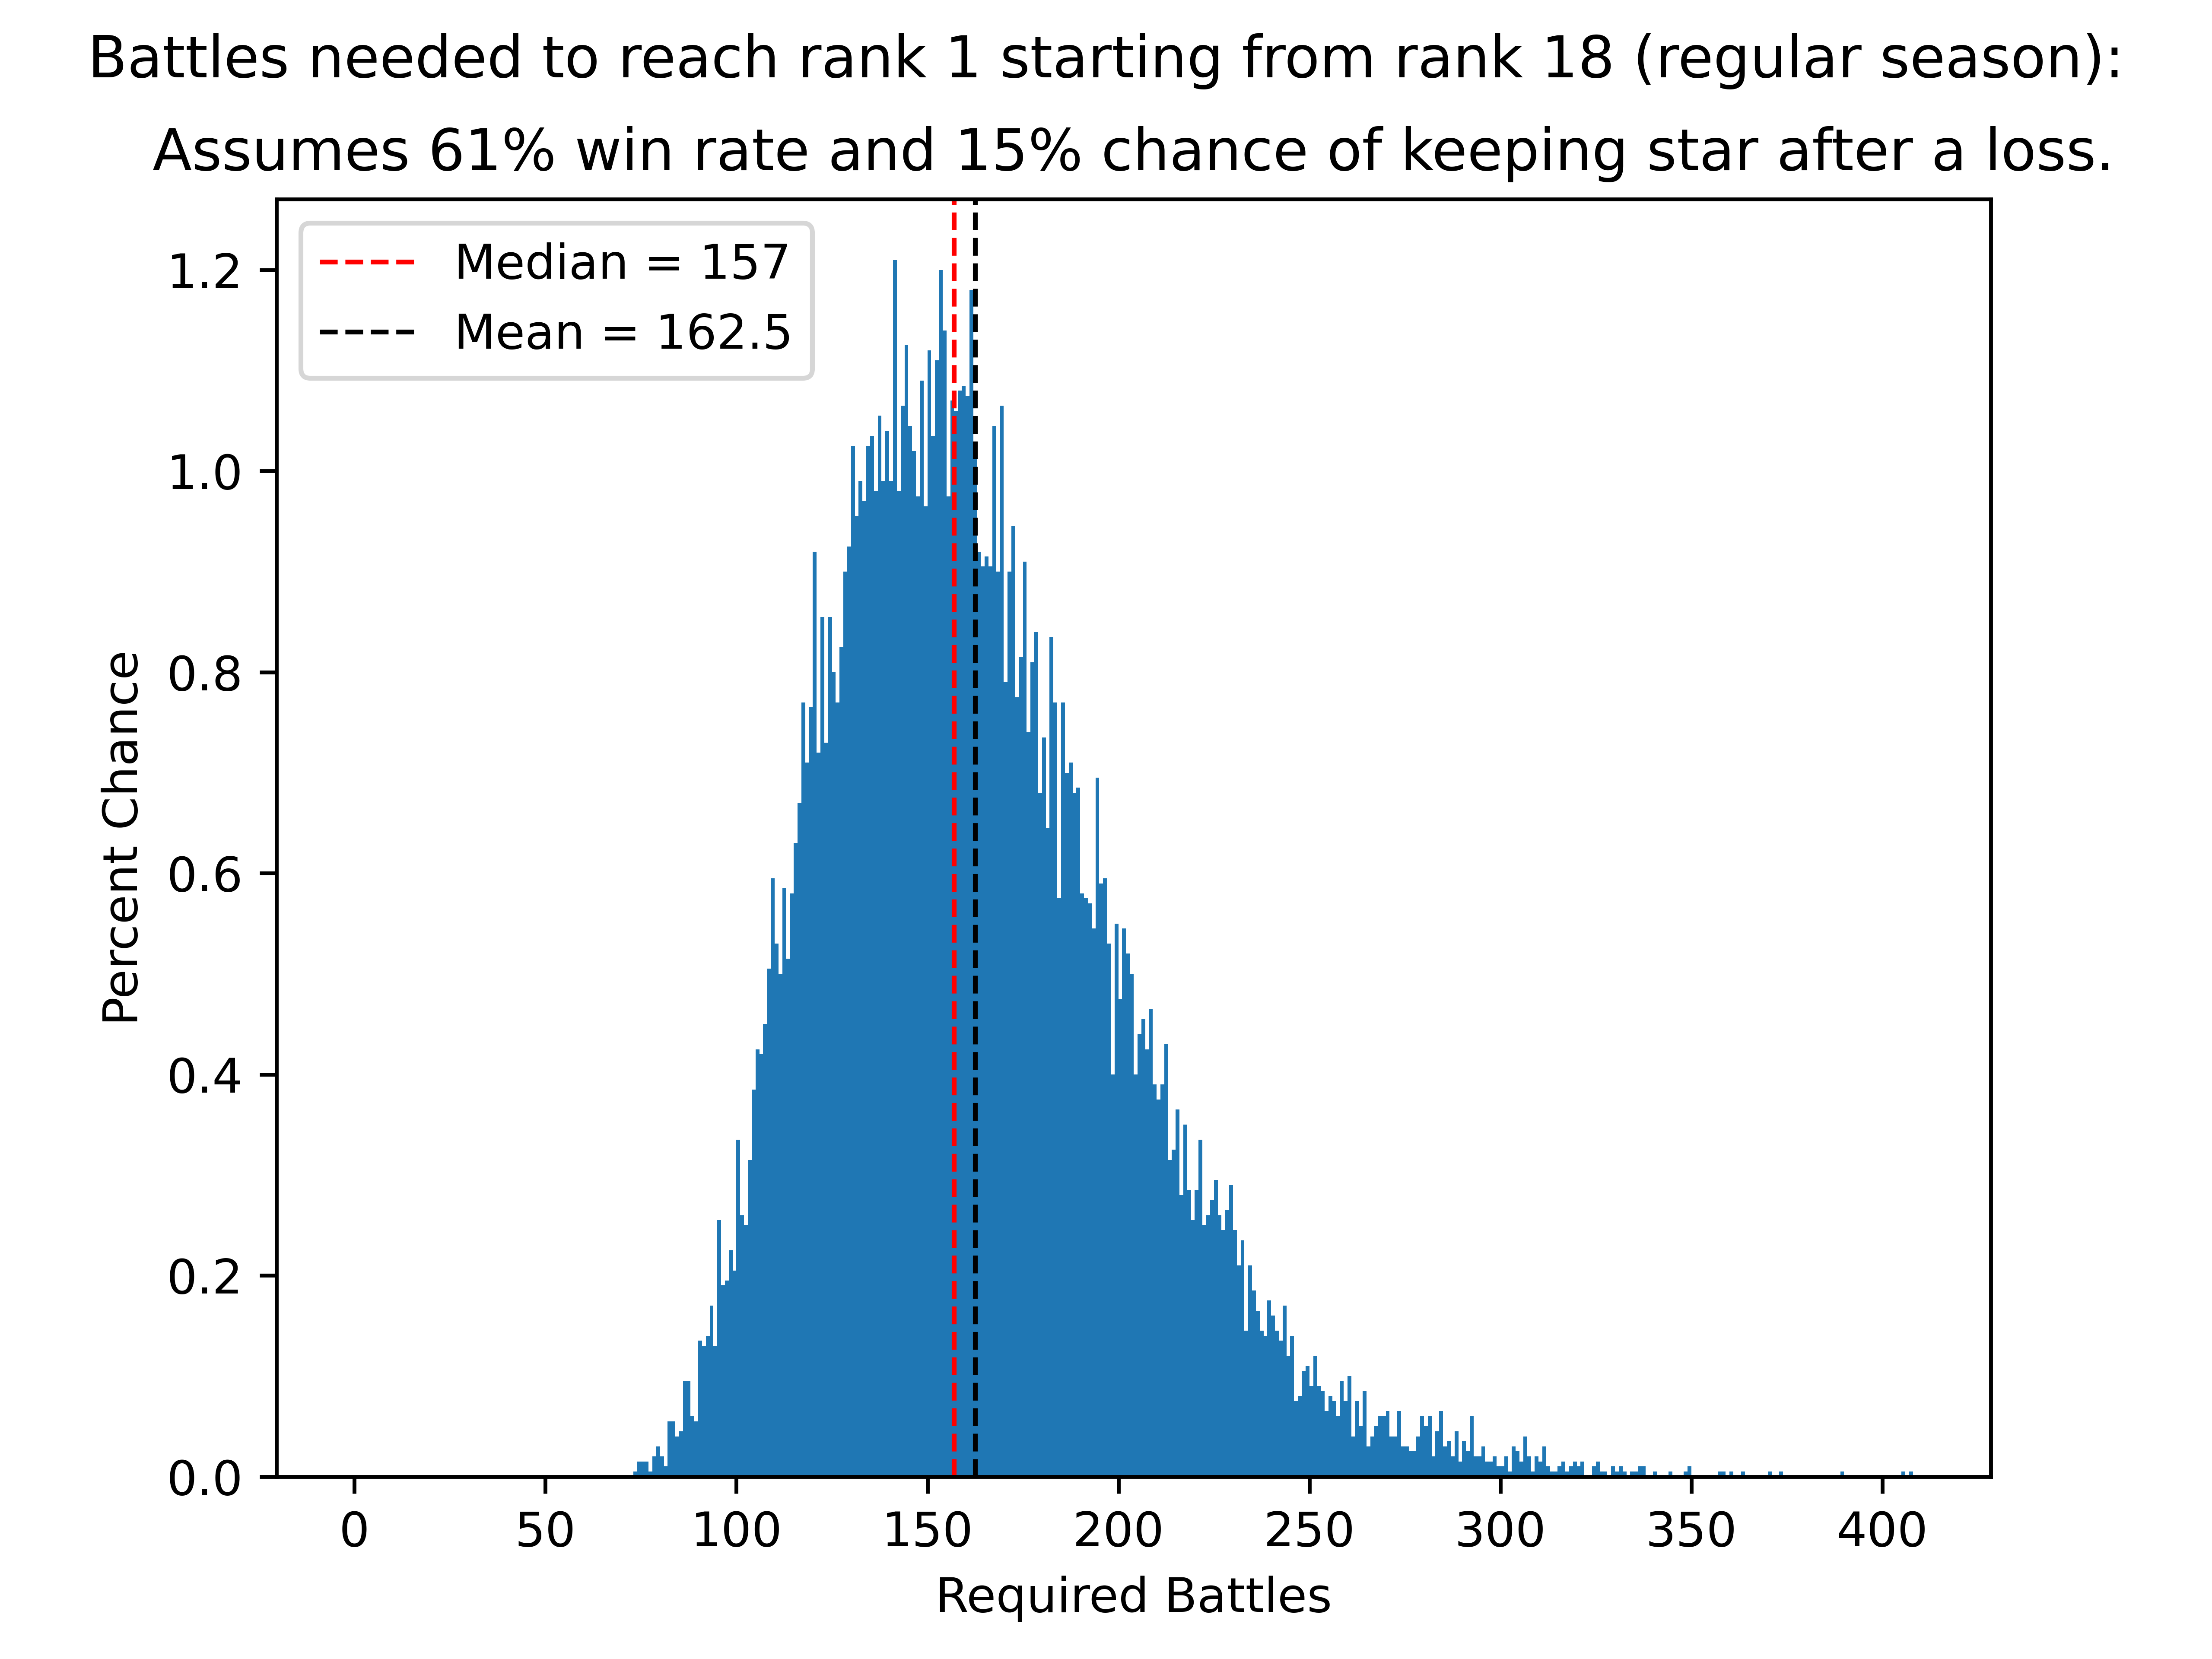 Battles needed to reach rank 1 starting from rank 18 (regular season):
Assumes 61% win rate and 15% chance of keeping star after a loss.
Median = 157
Mean = 162.5
1.2
1.0
0.8
0.6
0.4
0.2
0.0
Percent Chance
0 50 100 150 200 250 300 350 400
Required Battles